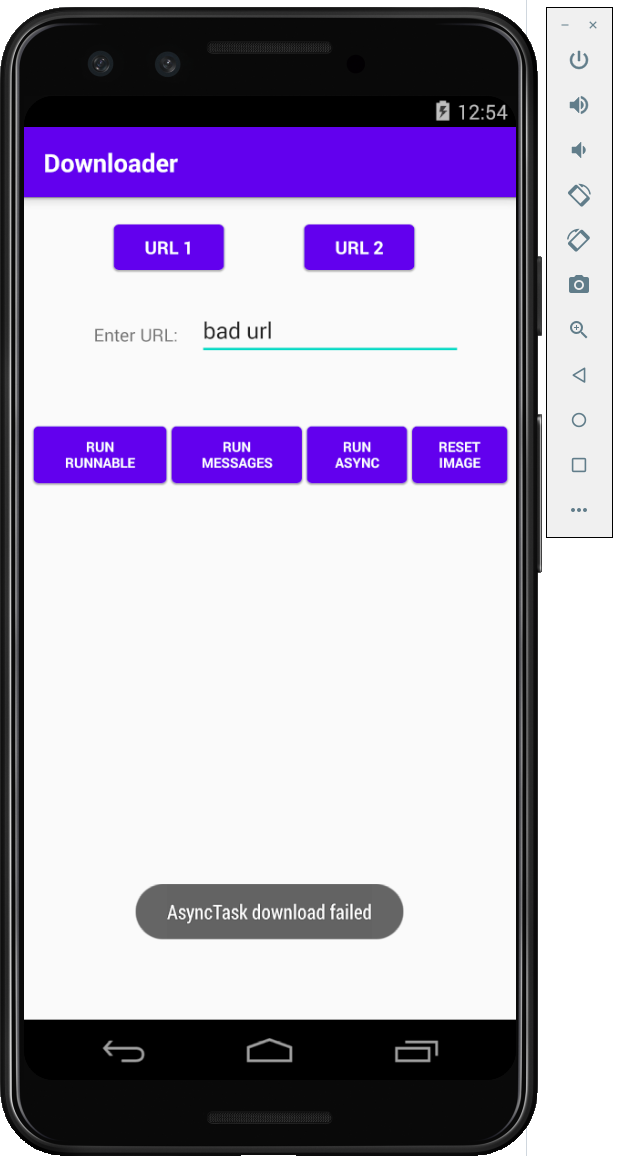 12:54
Downloader
URL 1
URL 2
Enter URL:
bad url
RUN
RUNNABLE
RUN
MESSAGES
RUN
ASYNC
RESET
IMAGE
AsyncTask download failed